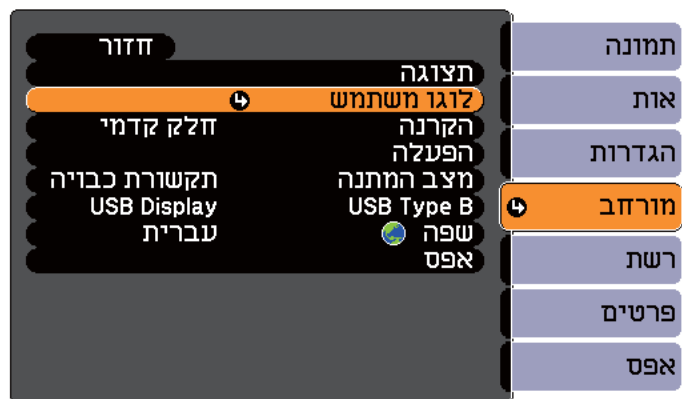 תמונה
אות
הגדרות
מורחב
רשת
פרטים
אפס
חזור
תצוגה
לוגו משתמש
הקרנה חלק קדמי
הפעלה
מצב המתנה תקשורת כבויה
USB Type B USB Display
שפה עברית
אפס